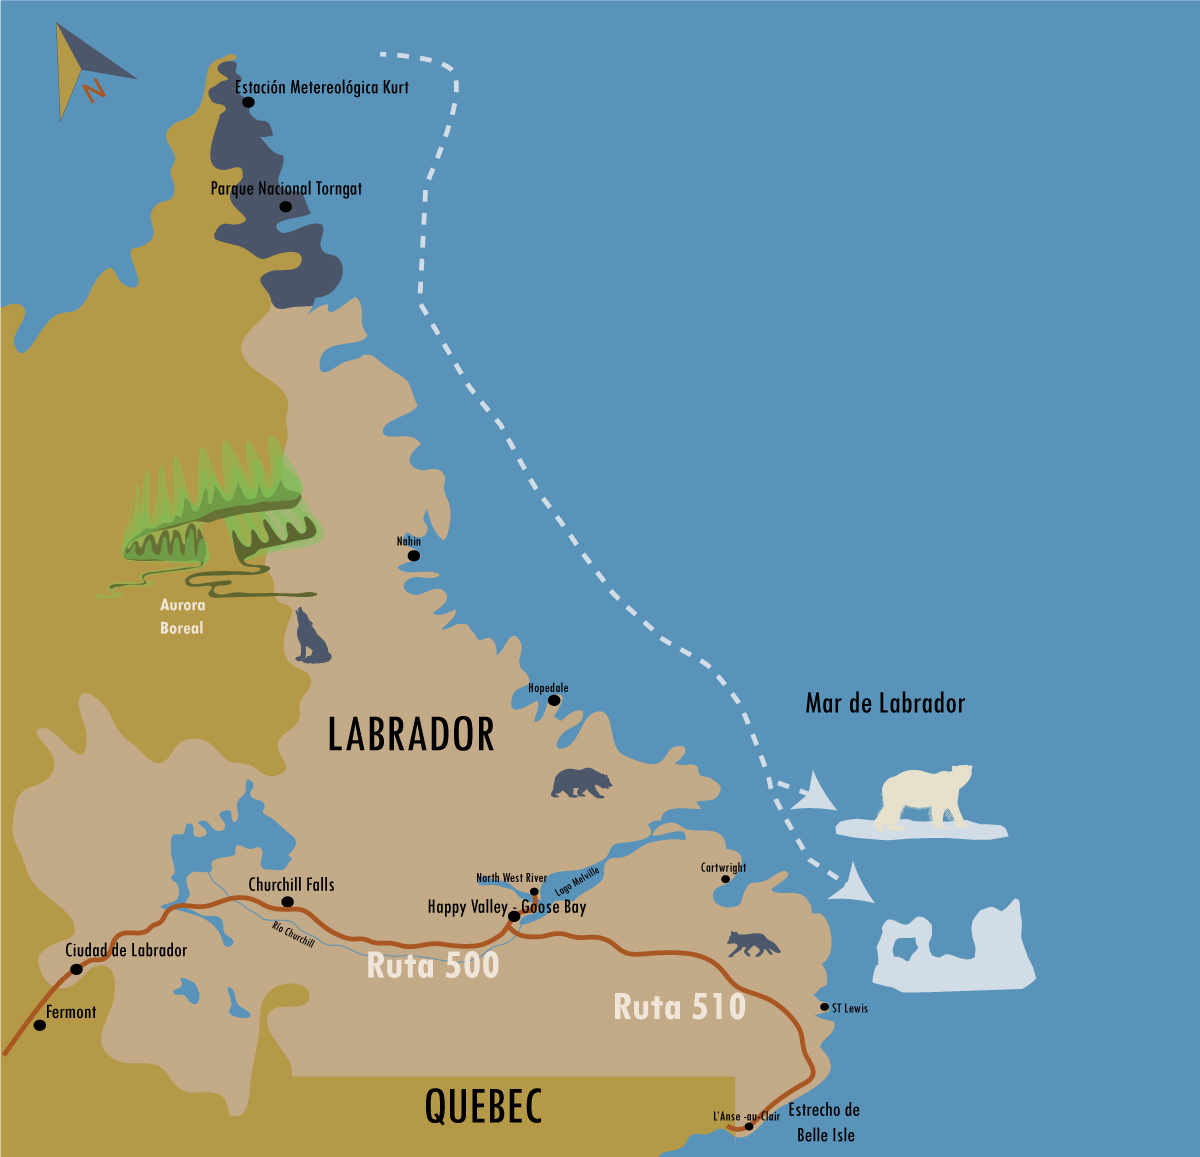 N
Estación Metereológica Kurt
Parque Nacional Torngat
Nahin
Aurora
Boreal
Hopedale
LABRADOR
Mar de Labrador
Cartwright
North West River
Lago Melville
Churchill Falls
Happy Valley - Goose Bay
Río Churchill
Ciudad de Labrador
Ruta 500
Ruta 510
ST Lewis
Fermont
QUEBEC
L'Anse -au-Clair
Estrecho de
Belle Isle